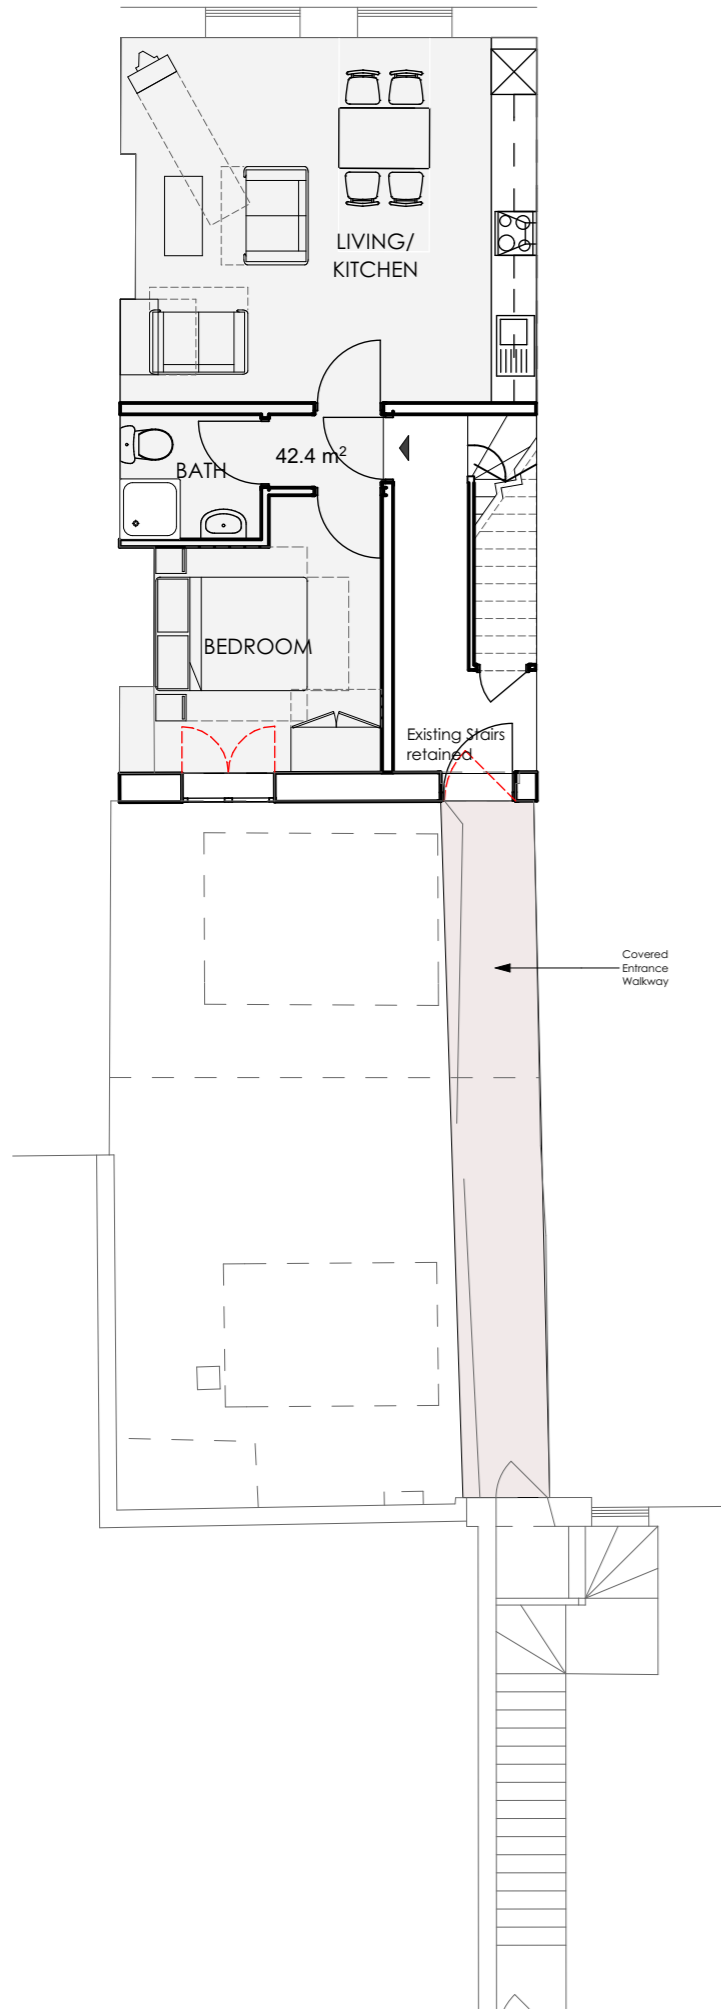 LIVING/
KITCHEN
42.4 m²
BATH
BEDROOM
Existing Stairs
retained
Covered
Entrance
Walkway